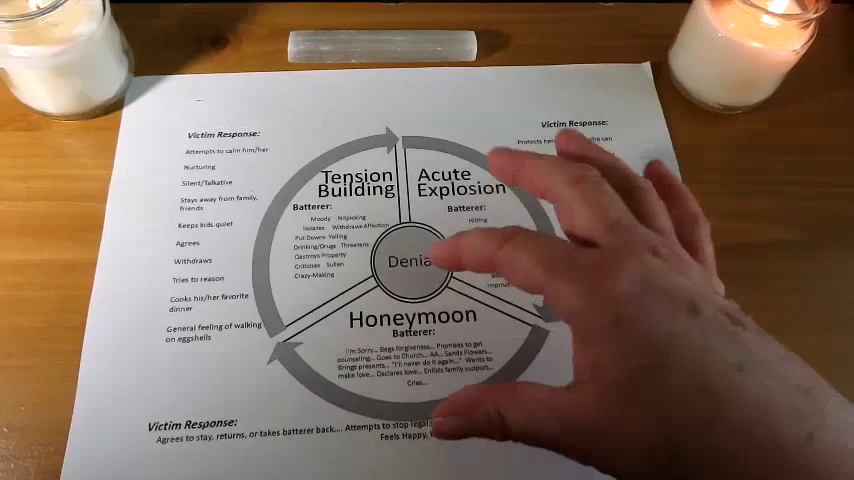 Victim Response:
Attempts to calm him/her
Nurturing
Silent/Talkative
Stays away from family,
friends
Keeps kids quiet
Agrees
Withdraws
Tries to reason
Cooks his/her favorite
dinner
General feeling of walking
on eggshells
Tension
Building
Batterer:
Moody Nitpicking
Isolates Withdraws Affection
Put Downs Yelling
Drinking/Drugs Threatens
Destroys Property
Criticizes Sullen
Crazy-Making
Acute
Explosion
Batterer:
Hitting
Victim Response:
Protects
can
Denia
Honeymoon
Batterer:
I'm Sorry... Begs forgiveness... Promises to get
counseling... Goes to Church... AA... Sends Flowers...
Brings presents... "I'll never do it again..." Wants to
make love... Declares love... Enlists family support...
Cries...
Victim Response:
Agrees to stay, returns, or takes batterer back.... Attempts to stop legal
Feels Happy,